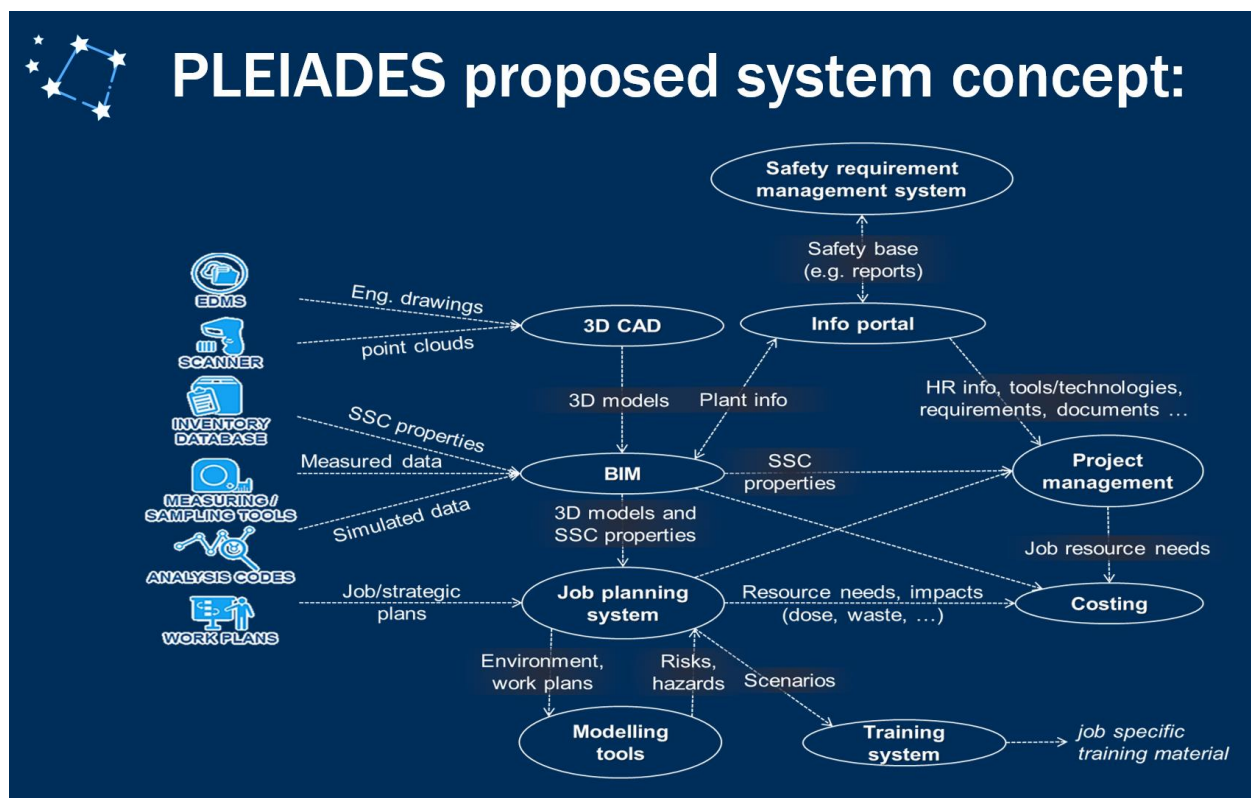 PLEIADES proposed system concept:
Safety requirement
management system
Safety base
(e.g. reports)
EDMS
Eng. drawings
3D CAD
Info portal
SCANNER
point clouds
3D models
Plant info
HR info, tools/technologies,
requirements, documents ...
INVENTORY
DATABASE
SSC properties
Measured data
BIM
SSC
properties
Project
management
MEASURING /
SAMPLING TOOLS
Simulated data
3D models and
SSC properties
Job resource needs
ANALYSIS CODES
Job/strategic
plans
Job planning
system
Resource needs, impacts
(dose, waste, ...)
Costing
WORK PLANS
Environment,
work plans
Risks,
hazards
Scenarios
Modelling
tools
Training
system
job specific
training material